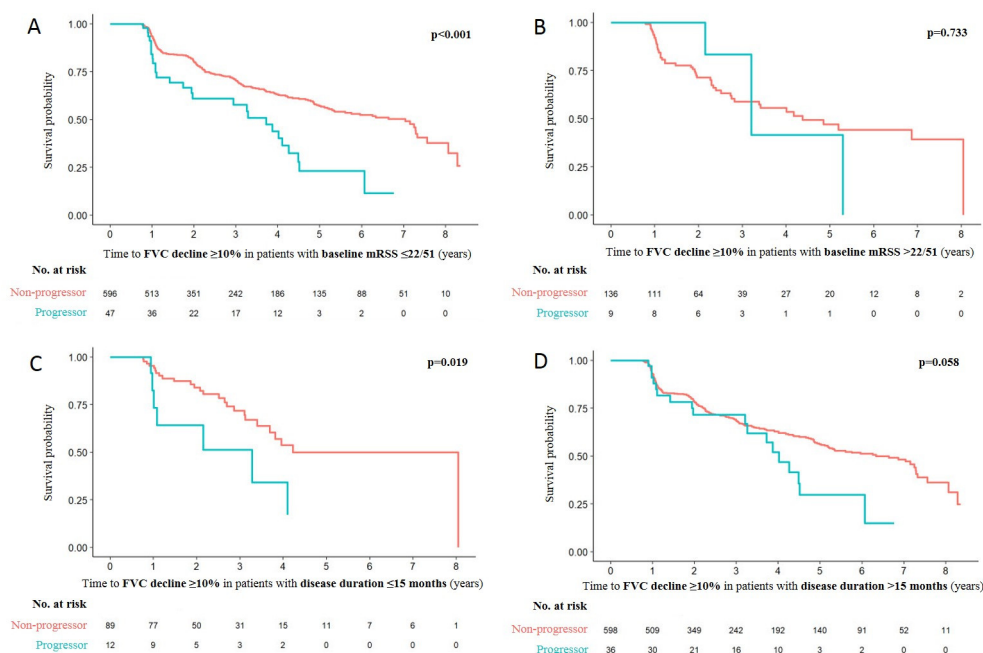 A
p<0.001
Survival probability
1.00
0.75
0.50
0.25
0.00
0 1 2 3 4 5 6 7 8
Time to FVC decline ≥10% in patients with baseline mRSS ≤22/51 (years)
No. at risk
Non-progressor 596 513 351 242 186 135 88 51 10
Progressor 47 36 22 17 12 3 2 0 0
B
p=0.733
Survival probability
1.00
0.75
0.50
0.25
0.00
0 1 2 3 4 5 6 7 8
Time to FVC decline ≥10% in patients with baseline mRSS >22/51 (years)
No. at risk
Non-progressor 136 111 64 39 27 20 12 8 2
Progressor 9 8 6 3 1 1 0 0 0
C
p=0.019
Survival probability
1.00
0.75
0.50
0.25
0.00
0 1 2 3 4 5 6 7 8
Time to FVC decline ≥10% in patients with disease duration ≤15 months (years)
No. at risk
Non-progressor 89 77 50 31 15 11 7 6 1
Progressor 12 9 5 3 2 0 0 0 0
D
p=0.058
Survival probability
1.00
0.75
0.50
0.25
0.00
0 1 2 3 4 5 6 7 8
Time to FVC decline ≥10% in patients with disease duration >15 months (years)
No. at risk
Non-progressor 598 509 349 242 192 140 91 52 11
Progressor 36 30 21 16 10 3 2 0 0